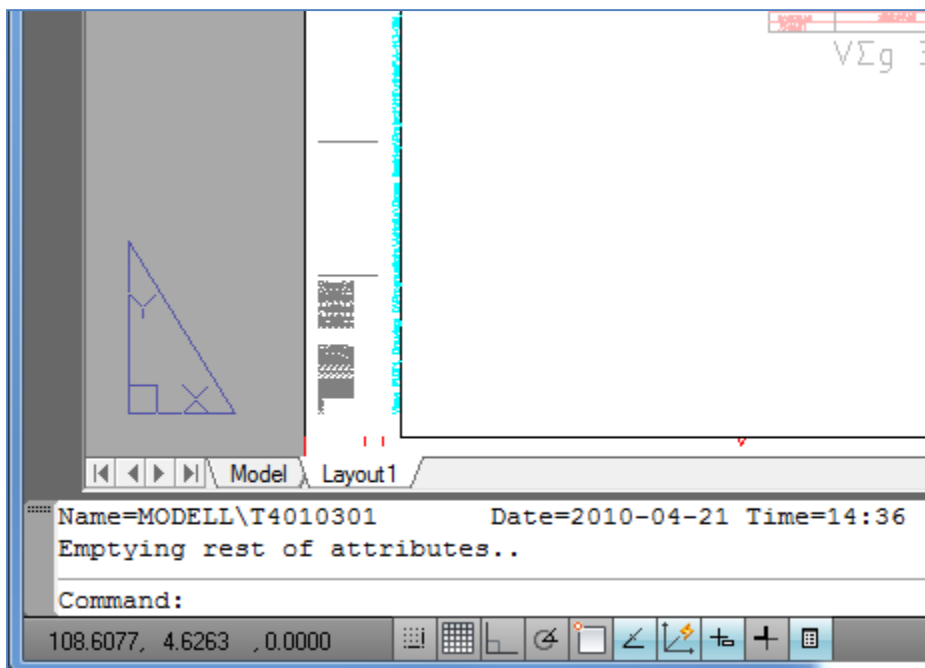 VΣg 3
Y
X
Model
Layout1
Name=MODELL\T4010301 Date=2010-04-21 Time=14:36
Emptying rest of attributes..
Command:
108.6077, 4.6263 ,0.0000